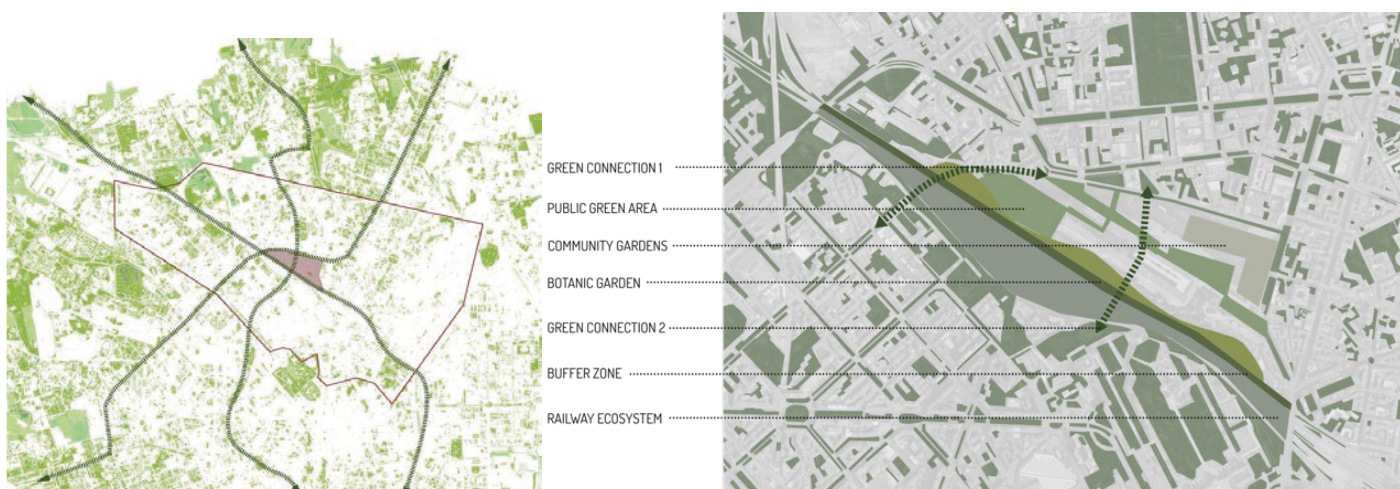 GREEN CONNECTION 1
PUBLIC GREEN AREA
COMMUNITY GARDENS
BOTANIC GARDEN
GREEN CONNECTION 2
BUFFER ZONE
RAILWAY ECOSYSTEM